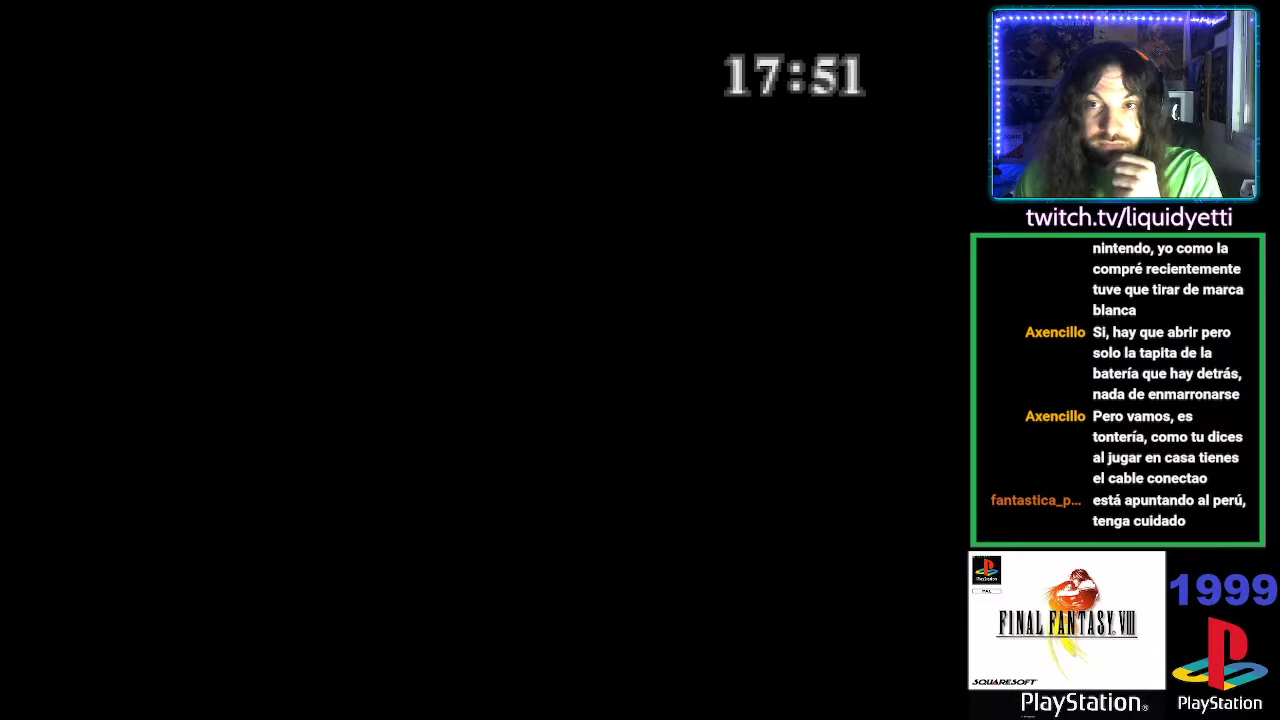 17:51
twitch.tv/liquidyetti
nintendo, yo como la
compré recientemente
tuve que tirar de marca
blanca
Axencillo Si, hay que abrir pero
solo la tapita de la
batería que hay detrás,
nada de enmarronarse
Axencillo Pero vamos, es
tontería, como tu dices
al jugar en casa tienes
el cable conectao
fantastica_p... está apuntando al perú,
tenga cuidado
PlayStation
PAL
FINAL FANTASY VIII
SQUARESOFT
PlayStation
1999
PlayStation